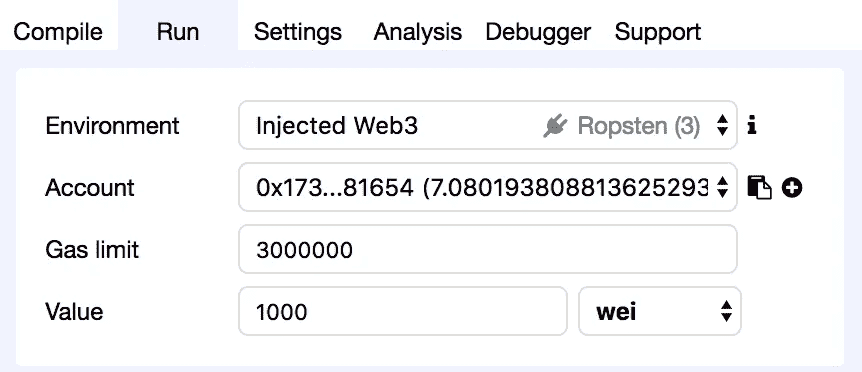 Compile Run Settings Analysis Debugger Support
Environment Injected Web3 Ropsten (3)
Account 0x173...81654 (7.080193808813625293
Gas limit 3000000
Value 1000 wei